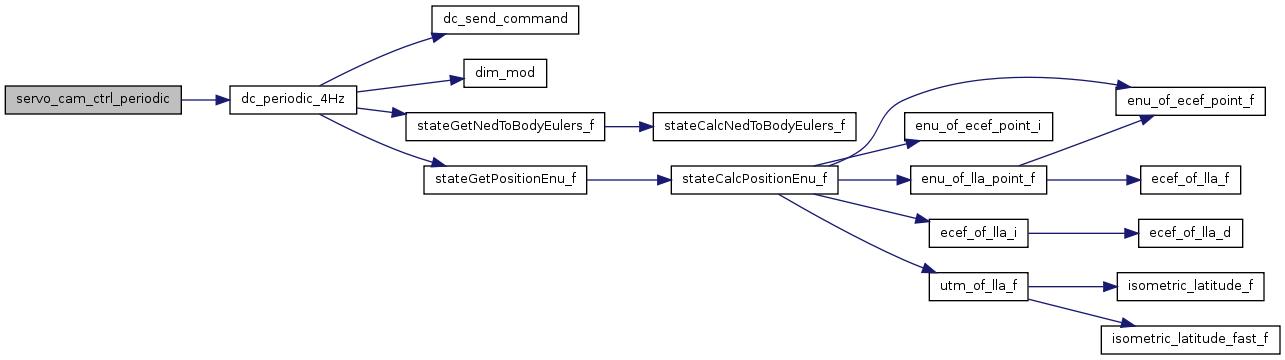 servo_cam_ctrl_periodic
dc_periodic_4Hz
dc_send_command
dim_mod
stateGetNedToBodyEulers_f
stateCalcNedToBodyEulers_f
stateGetPositionEnu_f
stateCalcPositionEnu_f
enu_of_ecef_point_f
enu_of_ecef_point_i
enu_of_lla_point_f
ecef_of_lla_f
ecef_of_lla_i
ecef_of_lla_d
utm_of_lla_f
isometric_latitude_f
isometric_latitude_fast_f